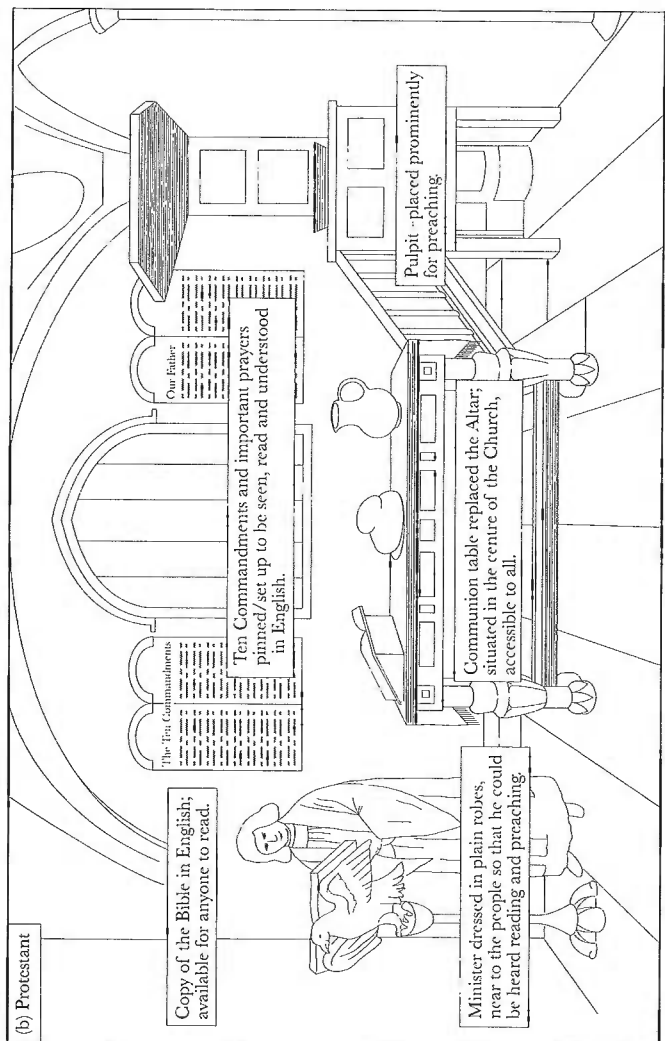 (b) Protestant
Copy of the Bible in English;
available for anyone to read.
The Ten Commandments
Our Father
Ten Commandments and important prayers
pinned/set up to be seen, read and understood
in English.
Pulpit - placed prominently
for preaching.
Minister dressed in plain robes,
near to the people so that he could
be heard reading and preaching.
Communion table replaced the Altar;
situated in the centre of the Church,
accessible to all.